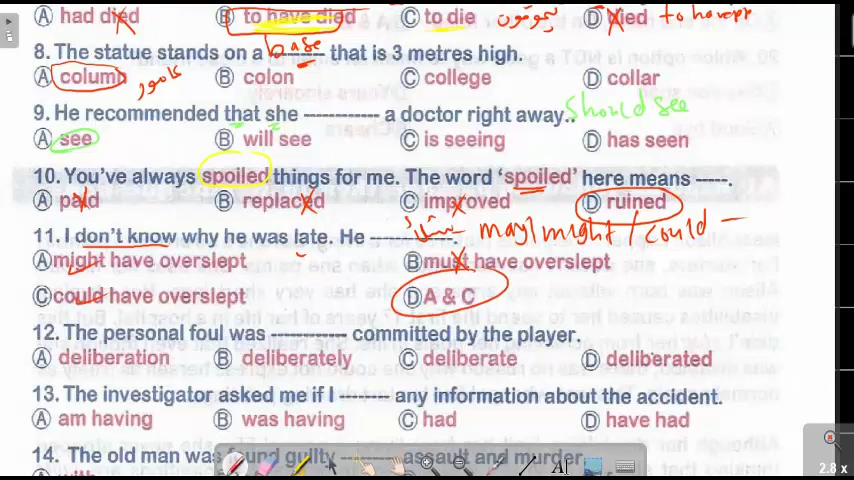 A had died B to have died C to die D died to have pp
base
8. The statue stands on a -------- that is 3 metres high.
A column B colon C college D collar
should see
9. He recommended that she ----------- a doctor right away.
A see B will see C is seeing D has seen
10. You've always spoiled things for me. The word 'spoiled' here means -----.
A paid B replaced C improved D ruined
may/might/could
11. I don't know why he was late. He
A might have overslept B must have overslept
C could have overslept D A & C
12. The personal foul was ----------- committed by the player.
A deliberation B deliberately C deliberate D deliberated
13. The investigator asked me if I -------- any information about the accident.
A am having B was having C had D have had
14. The old man was found guilty assault and murder.
2.8 x